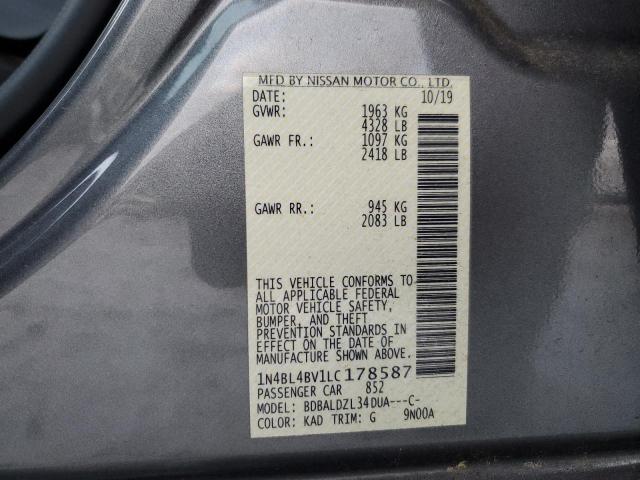 MFD BY NISSAN MOTOR CO., LTD.
DATE: 10/19
GVWR: 1963 KG
4328 LB
GAWR FR.: 1097 KG
2418 LB
GAWR RR.: 945 KG
2083 LB
THIS VEHICLE CONFORMS TO
ALL APPLICABLE FEDERAL
MOTOR VEHICLE SAFETY,
BUMPER, AND THEFT
PREVENTION STANDARDS IN
EFFECT ON THE DATE OF
MANUFACTURE SHOWN ABOVE.
1N4BL4BV1LC178587
PASSENGER CAR 852
MODEL: BDBALDZL34DUA---C-
COLOR: KAD TRIM: G 9N00A